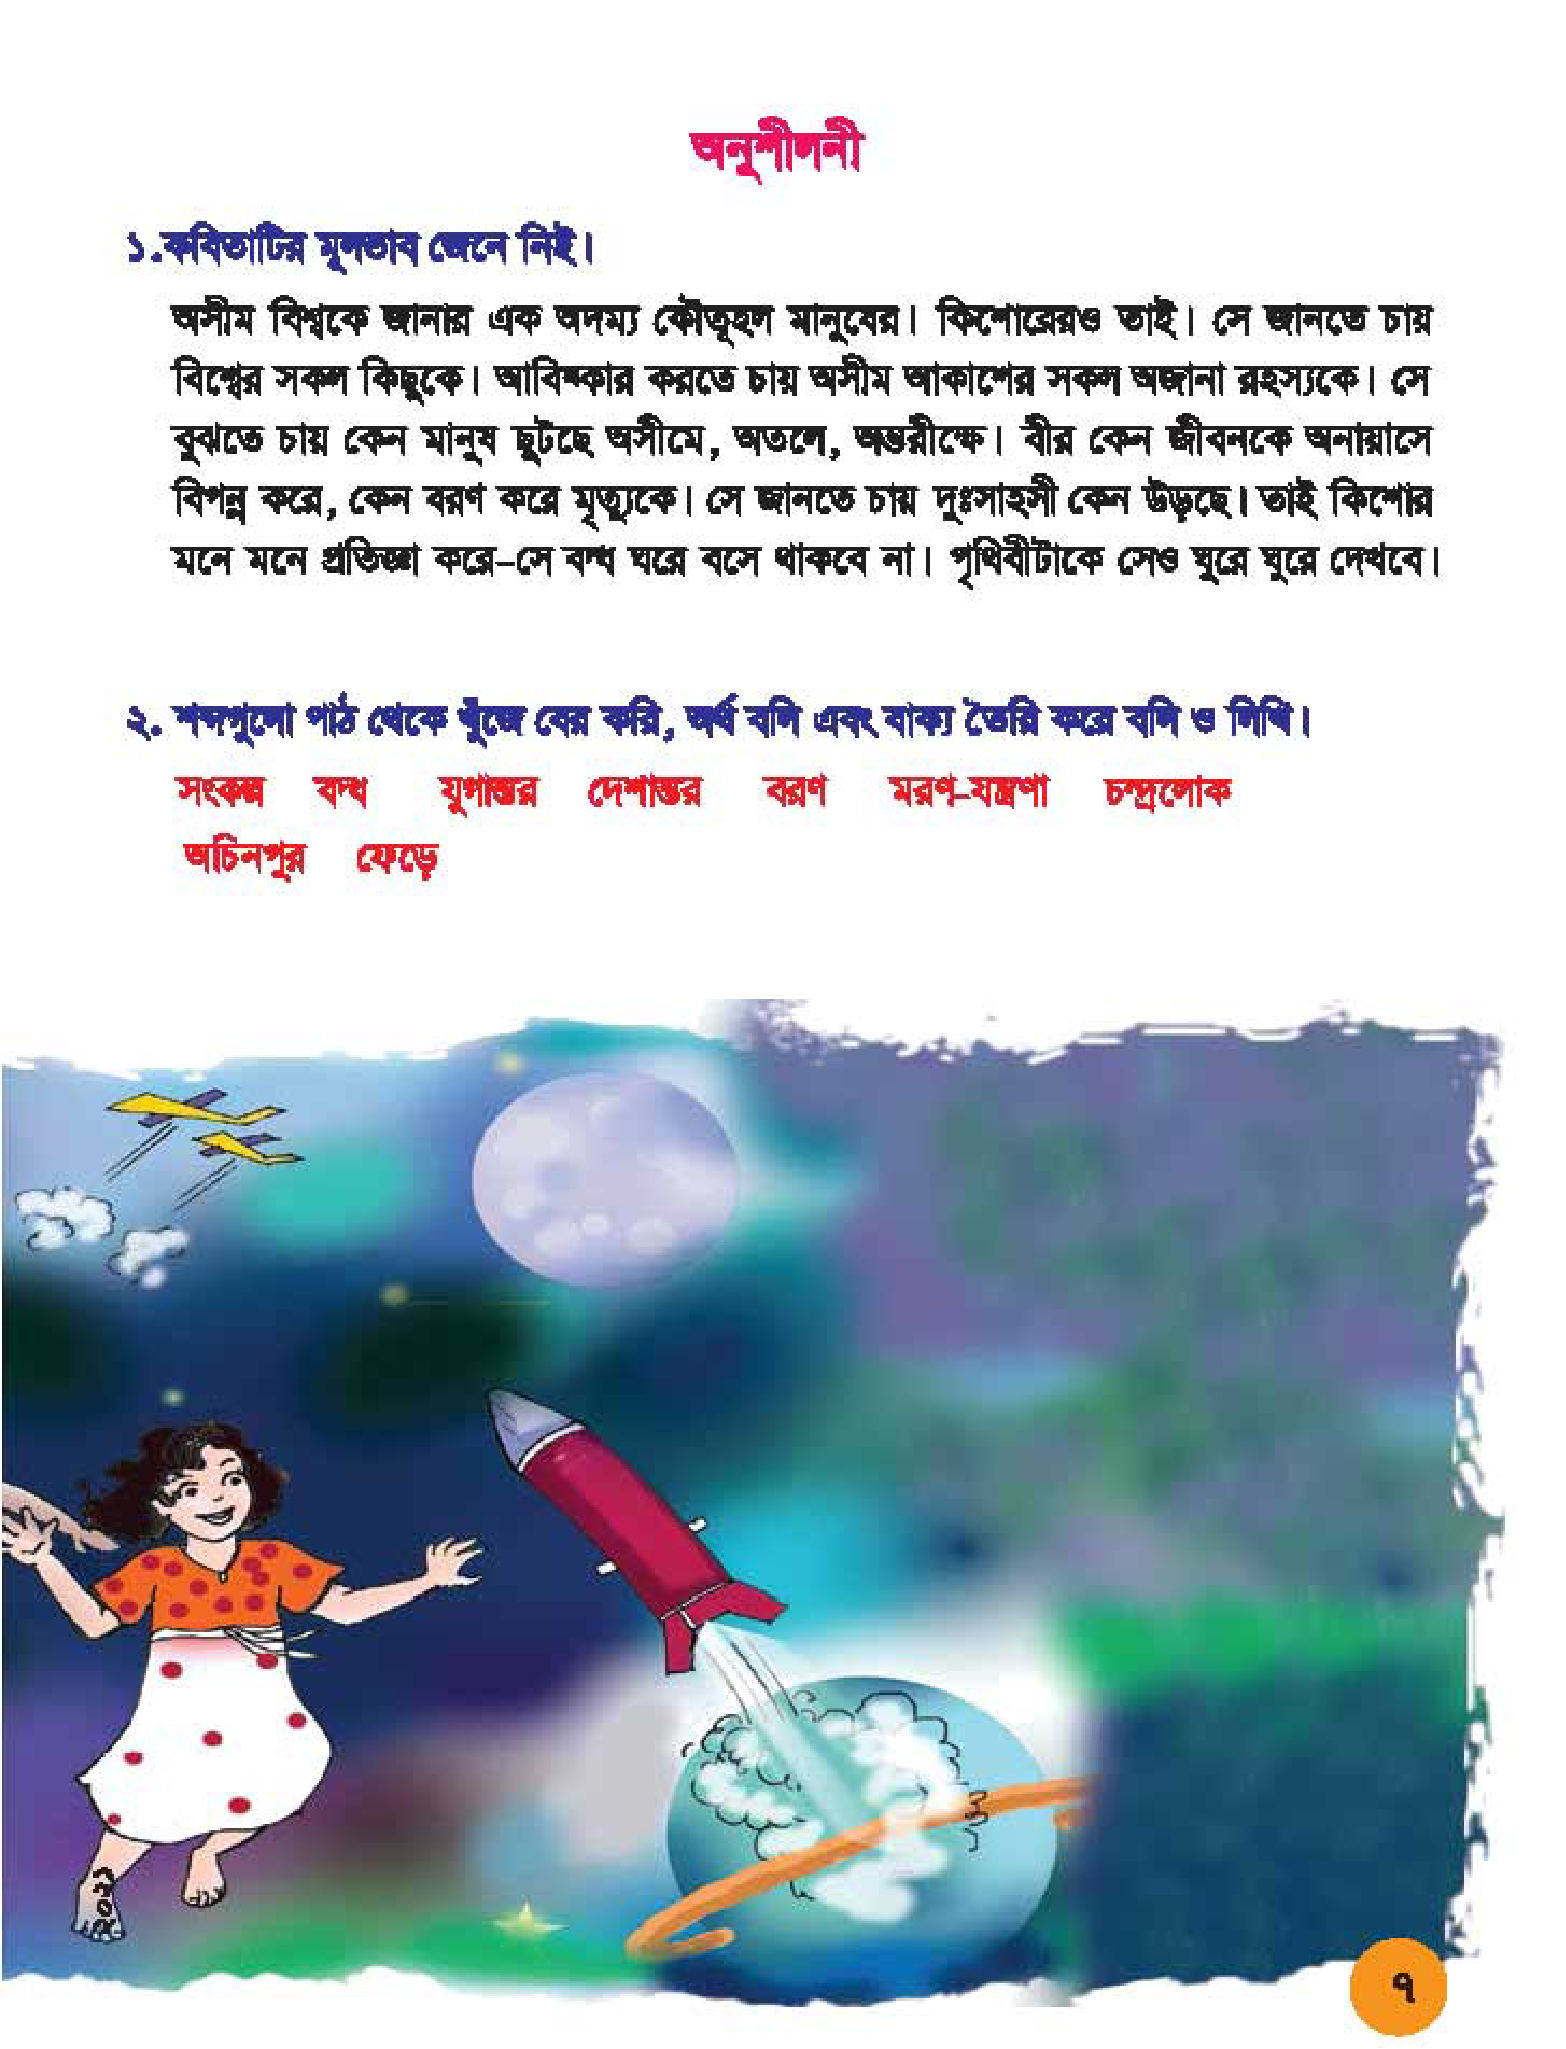 অনুশীলনী
১.কবিতাটির মূলভাব জেনে নিই।
অসীম বিশ্বকে জানার এক অদম্য কৌতূহল মানুষের। কিশোরেরও তাই। সে জানতে চায়
বিশ্বের সকল কিছুকে। আবিষ্কার করতে চায় অসীম আকাশের সকল অজানা রহস্যকে। সে
বুঝতে চায় কেন মানুষ ছুটছে অসীমে, অতলে, অন্তরীক্ষে। বীর কেন জীবনকে অনায়াসে
বিপন্ন করে, কেন বরণ করে মৃত্যুকে। সে জানতে চায় দুঃসাহসী কেন উড়ছে। তাই কিশোর
মনে মনে প্রতিজ্ঞা করে–সে বদ্ধ ঘরে বসে থাকবে না। পৃথিবীটাকে সেও ঘুরে ঘুরে দেখবে।
২. শব্দগুলো পাঠ থেকে খুঁজে বের করি, অর্থ বলি এবং বাক্য তৈরি করে বলি ও লিখি।
সংকল্প বদ্ধ যুগান্তর দেশান্তর বরণ মরণ-যন্ত্রণা চন্দ্রলোক
অচিনপুর ফেড়ে
২০২১
৭